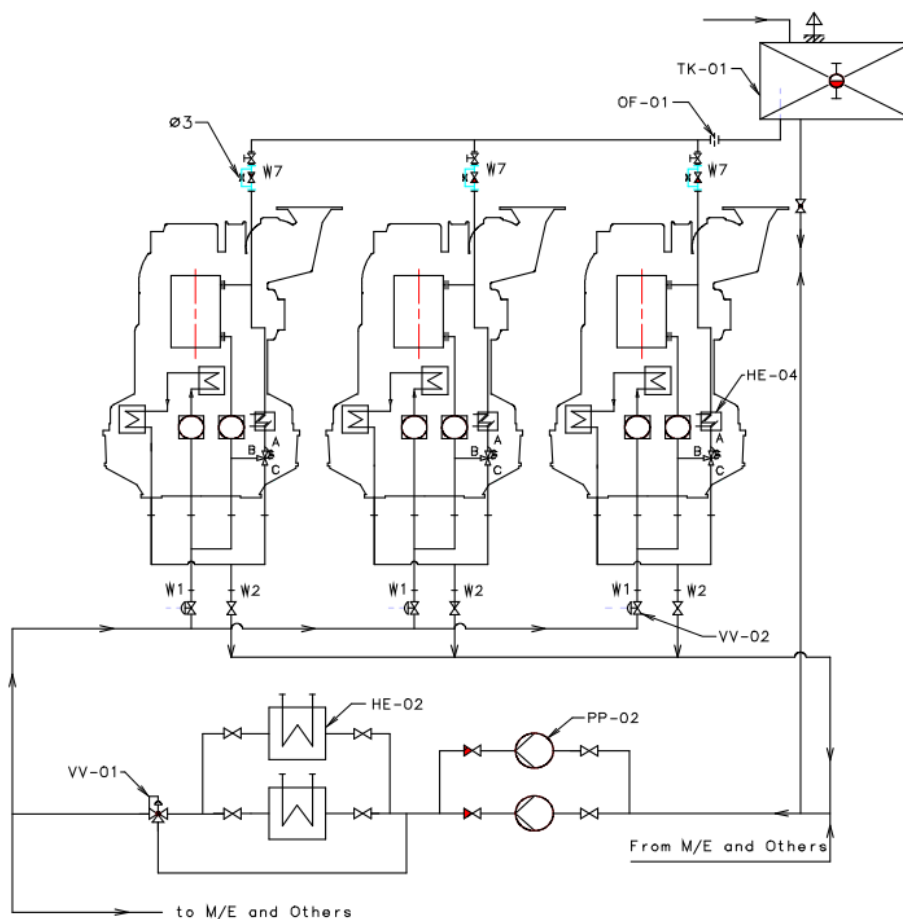 TK-01
OF-01
Ø3
W7
W7
W7
HE-04
A
B
C
A
B
C
A
B
C
W1
W2
W1
W2
W1
W2
VV-02
HE-02
PP-02
VV-01
From M/E and Others
to M/E and Others